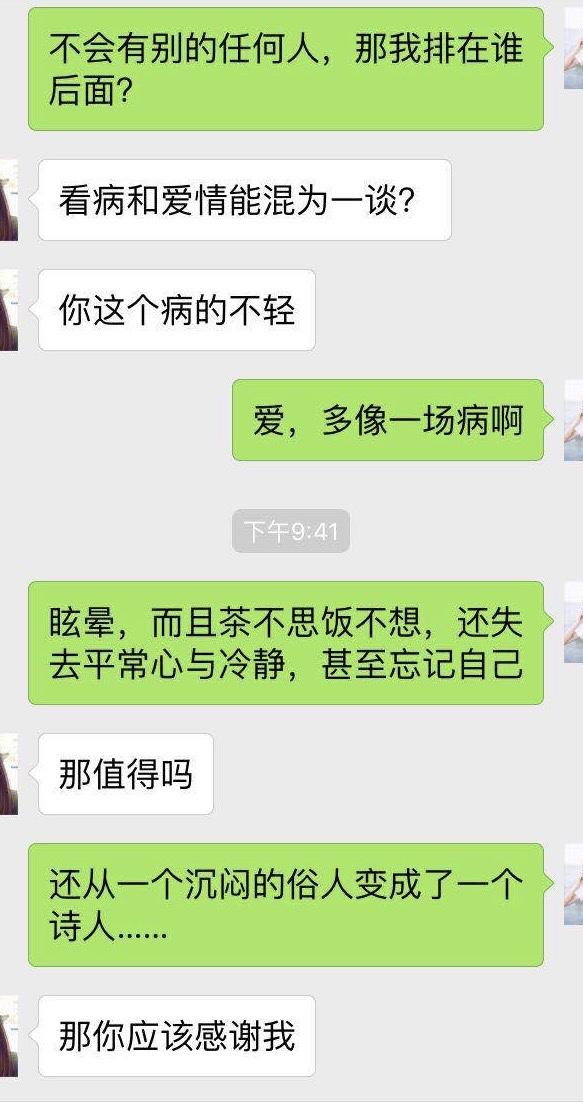 不会有别的任何人，那我排在谁
后面？
看病和爱情能混为一谈？
你这个病的不轻
爱，多像一场病啊
下午9:41
眩晕，而且茶不思饭不想，还失
去平常心与冷静，甚至忘记自己
那值得吗
还从一个沉闷的俗人变成了一个
诗人......
那你应该感谢我